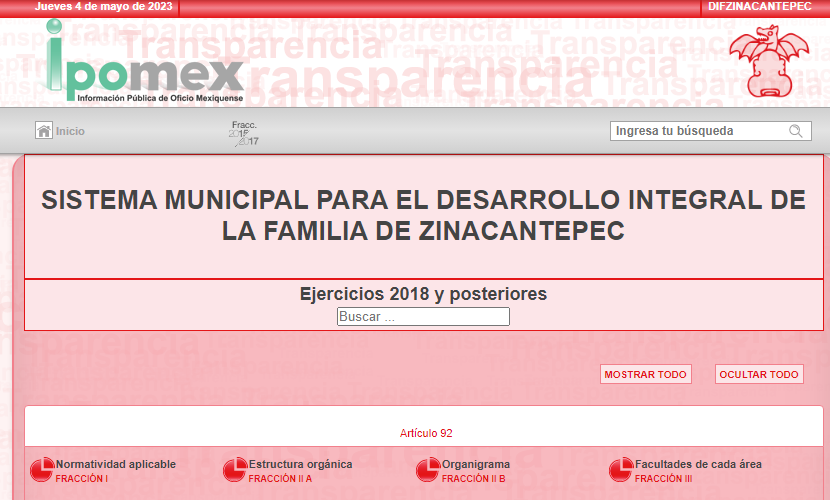 Jueves 4 de mayo de 2023
DIFZINACANTEPEC
ipomex
Información Pública de Oficio Mexiquense
Inicio
Fracc.
2015
/2017
Ingresa tu búsqueda
SISTEMA MUNICIPAL PARA EL DESARROLLO INTEGRAL DE
LA FAMILIA DE ZINACANTEPEC
Ejercicios 2018 y posteriores
Buscar ...
MOSTRAR TODO
OCULTAR TODO
Artículo 92
Normatividad aplicable
FRACCIÓN I
Estructura orgánica
FRACCIÓN II A
Organigrama
FRACCIÓN II B
Facultades de cada área
FRACCIÓN III